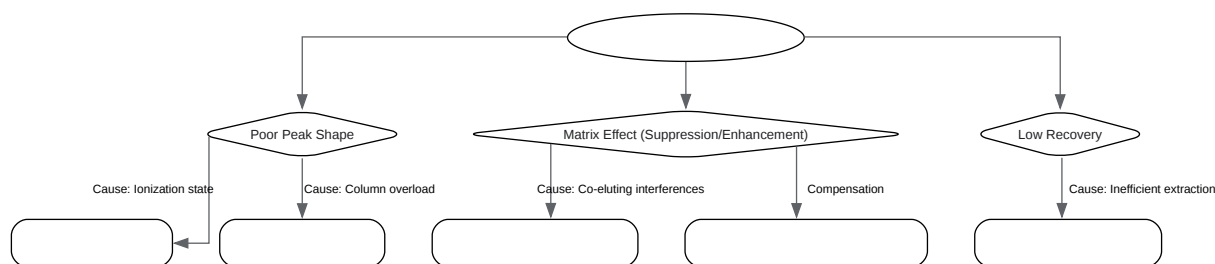 Poor Peak Shape
Matrix Effect (Suppression/Enhancement)
Low Recovery
Cause: Ionization state
Cause: Column overload
Cause: Co-eluting interferences
Compensation
Cause: Inefficient extraction